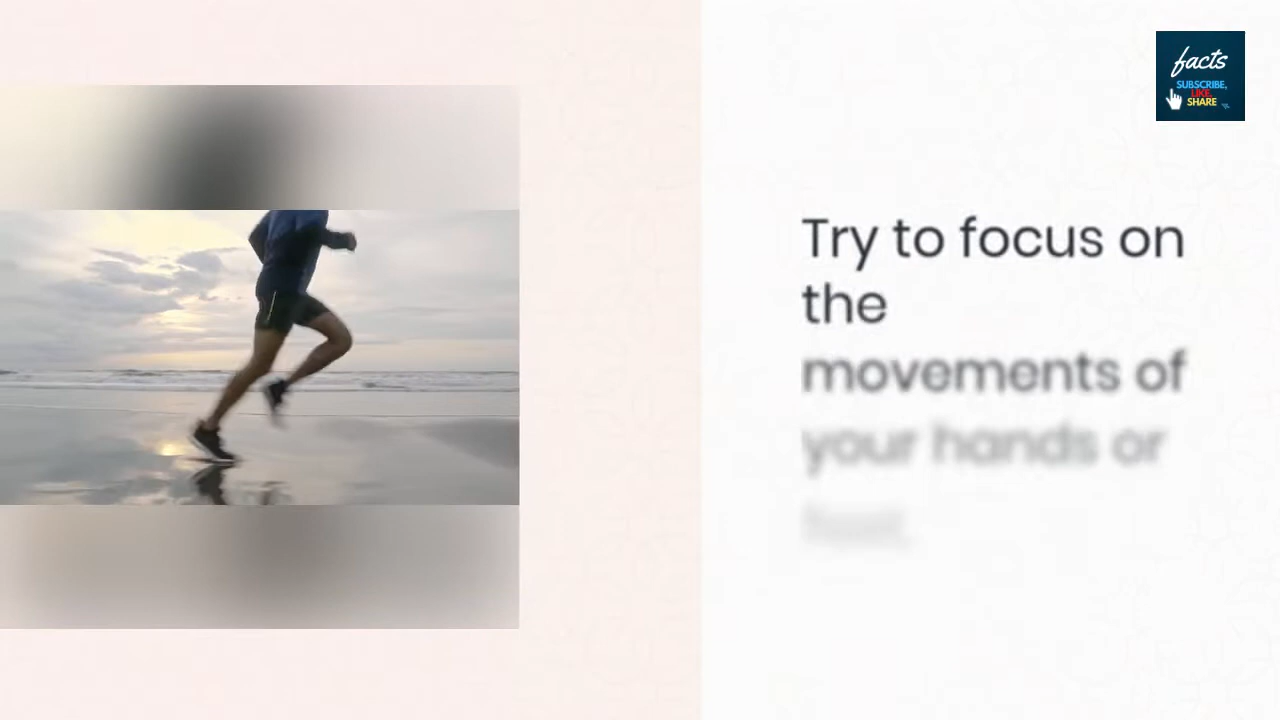 facts
SUBSCRIBE,
LIKE,
SHARE
Try to focus on
the
movements of
your hands or